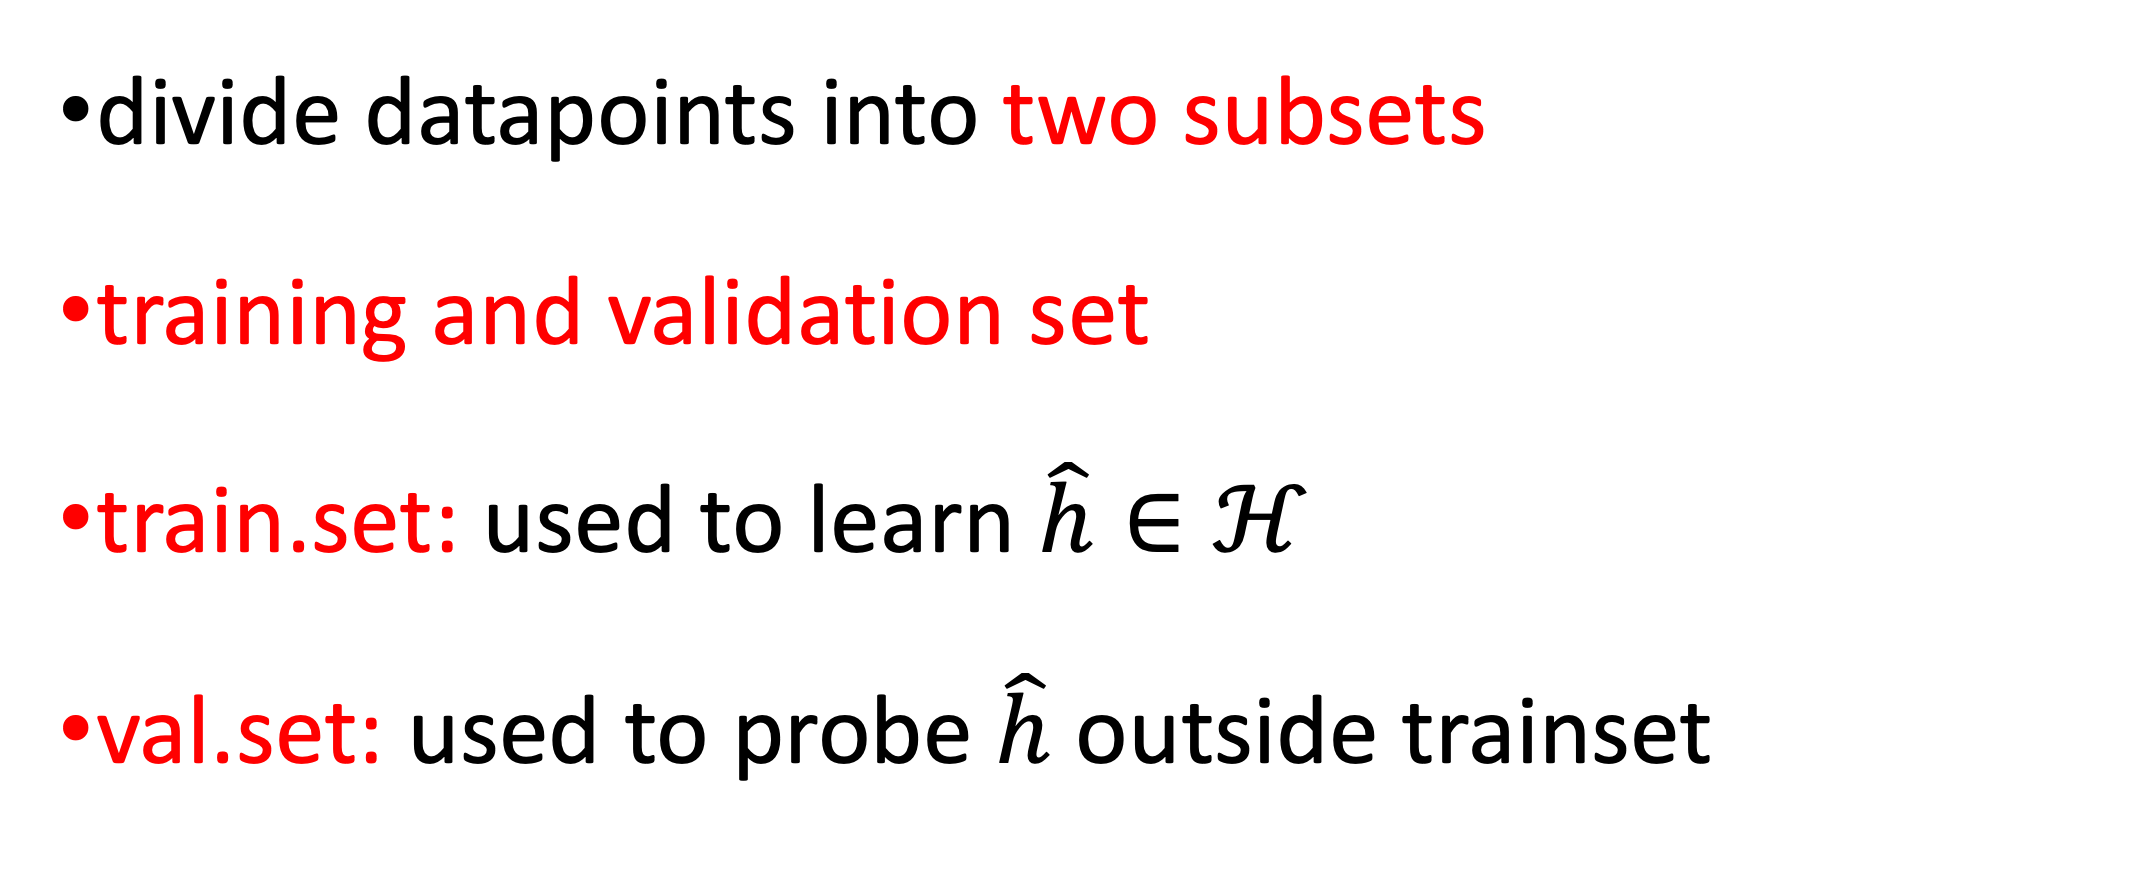 •divide datapoints into two subsets
•training and validation set
•train.set: used to learn ĥ ∈ ℋ
•val.set: used to probe ĥ outside trainset